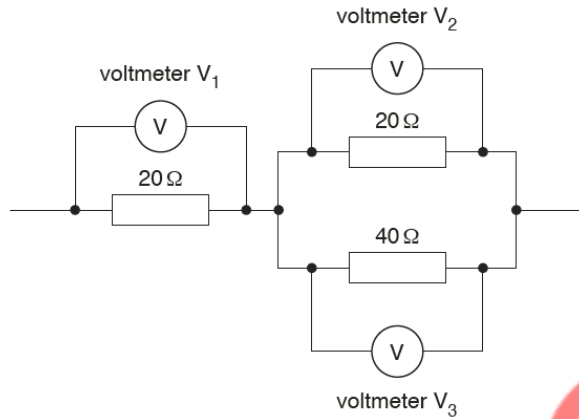 voltmeter V₂
voltmeter V₁
V
V
20 Ω
20 Ω
40 Ω
V
voltmeter V₃